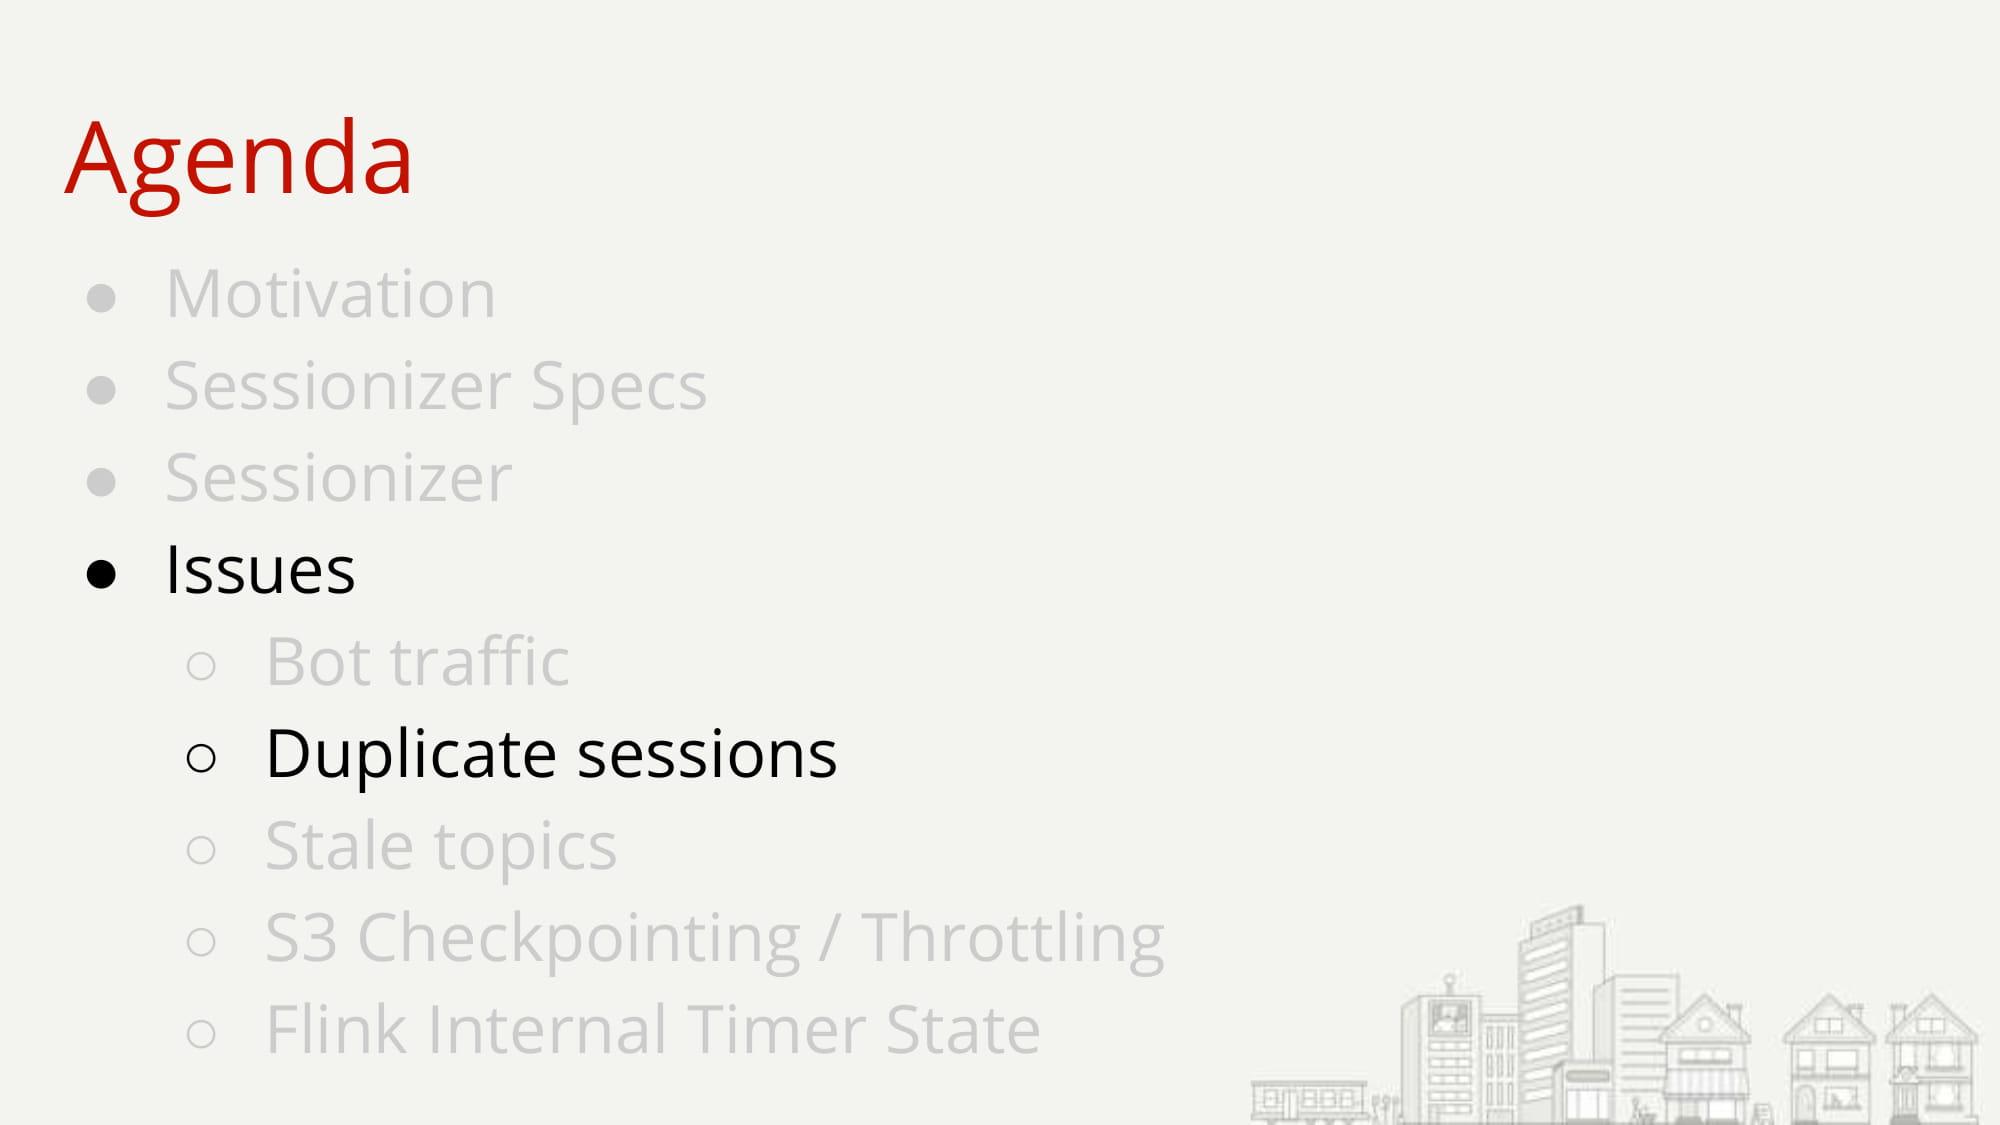 Agenda
● Motivation
● Sessionizer Specs
● Sessionizer
● Issues
○ Bot traffic
○ Duplicate sessions
○ Stale topics
○ S3 Checkpointing / Throttling
○ Flink Internal Timer State